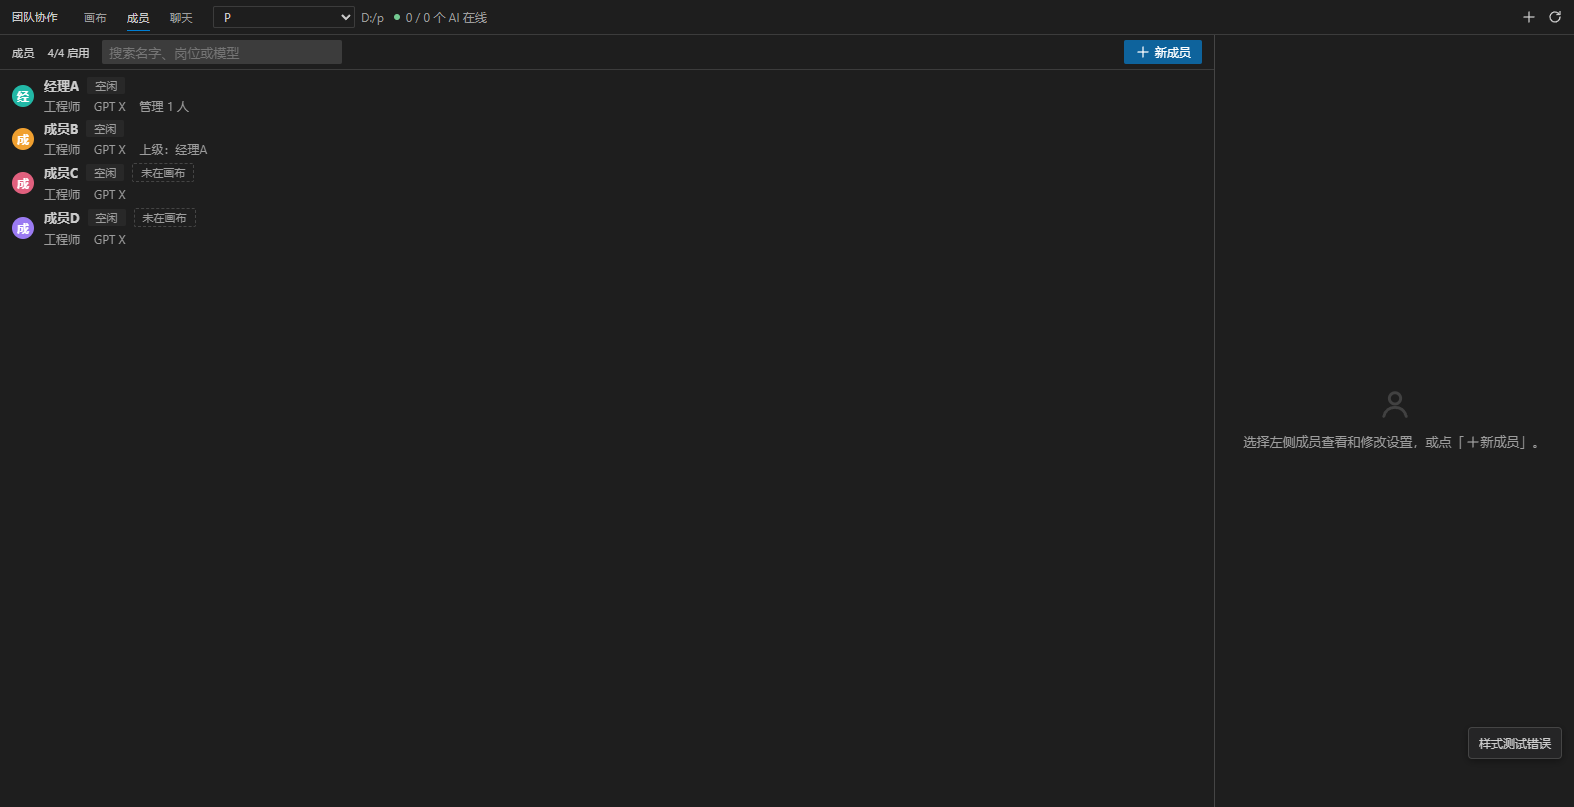 团队协作 画布 成员 聊天 P D:/p 0 / 0 个 AI 在线
成员 4/4 启用 搜索名字、岗位或模型 新成员
经 经理A 空闲
工程师 GPT X 管理 1 人
成 成员B 空闲
工程师 GPT X 上级：经理A
成 成员C 空闲 未在画布
工程师 GPT X
成 成员D 空闲 未在画布
工程师 GPT X
选择左侧成员查看和修改设置，或点「＋新成员」。
样式测试错误